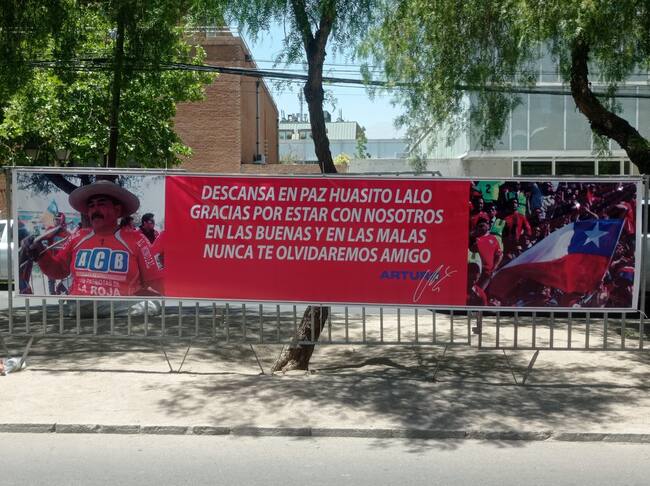 DESCANSA EN PAZ HUASITO LALO
GRACIAS POR ESTAR CON NOSOTROS
EN LAS BUENAS Y EN LAS MALAS
NUNCA TE OLVIDAREMOS AMIGO
ACB
LA ROJA